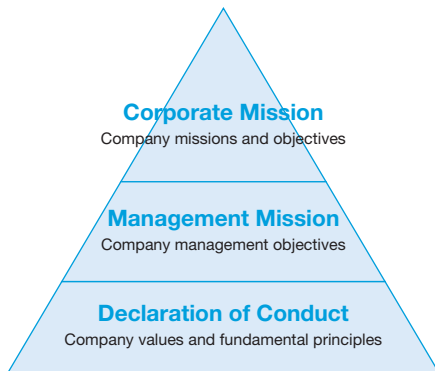 Corporate Mission
Company missions and objectives
Management Mission
Company management objectives
Declaration of Conduct
Company values and fundamental principles